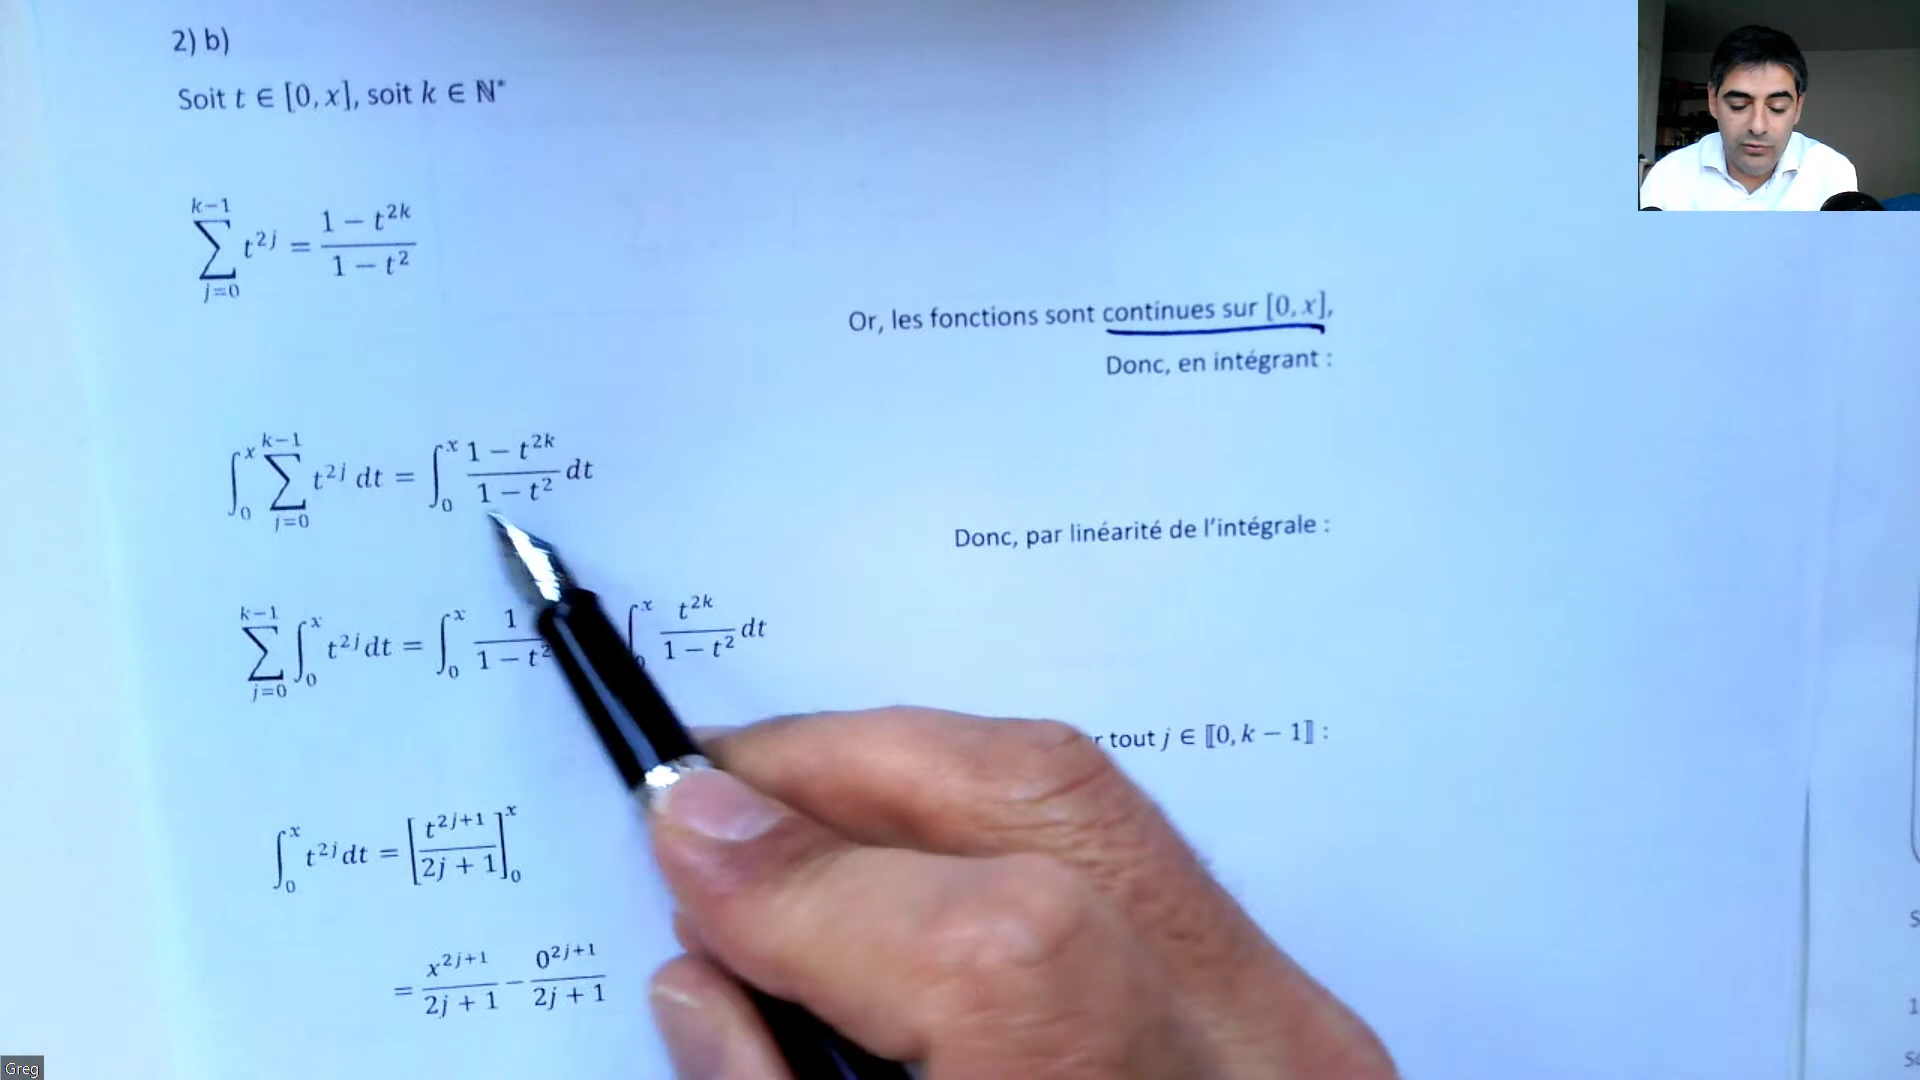 2) b)
Soit t ∈ [0, x], soit k ∈ ℕ*
∑_{j=0}^{k−1} t^{2j} = (1 − t^{2k})/(1 − t^2)
Or, les fonctions sont continues sur [0, x],
Donc, en intégrant :
∫_0^x ∑_{j=0}^{k−1} t^{2j} dt = ∫_0^x (1 − t^{2k})/(1 − t^2) dt
Donc, par linéarité de l'intégrale :
∑_{j=0}^{k−1} ∫_0^x t^{2j} dt = ∫_0^x 1/(1 − t^2) ∫_0^x t^{2k}/(1 − t^2) dt
tout j ∈ ⟦0, k − 1⟧ :
∫_0^x t^{2j} dt = [t^{2j+1}/(2j + 1)]_0^x
= x^{2j+1}/(2j + 1) − 0^{2j+1}/(2j + 1)
Greg